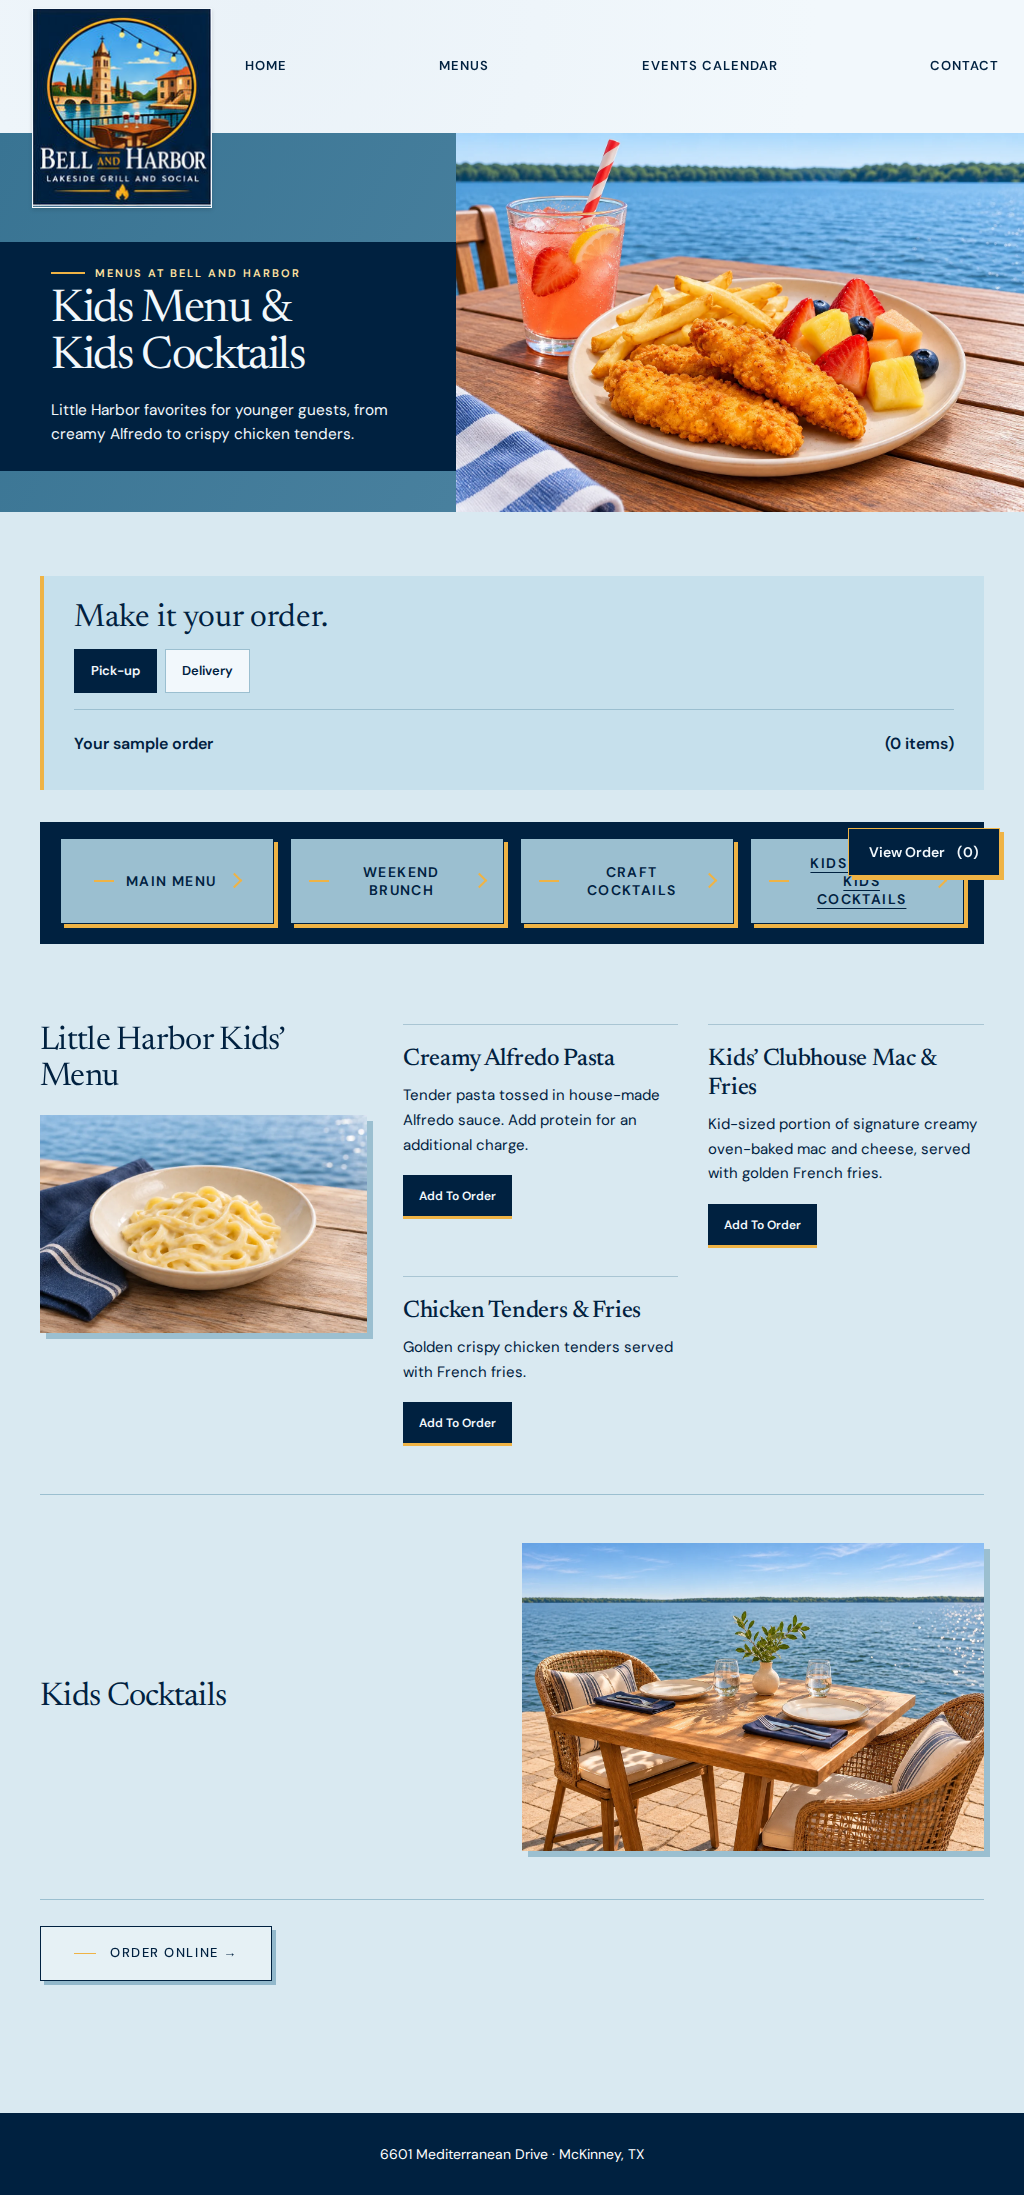 BELL AND HARBOR
LAKESIDE GRILL AND SOCIAL
HOME
MENUS
EVENTS CALENDAR
CONTACT
MENUS AT BELL AND HARBOR
Kids Menu &
Kids Cocktails
Little Harbor favorites for younger guests, from
creamy Alfredo to crispy chicken tenders.
Make it your order.
Pick-up
Delivery
Your sample order
(0 items)
MAIN MENU
WEEKEND
BRUNCH
CRAFT
COCKTAILS
KIDS
KIDS
COCKTAILS
View Order (0)
Little Harbor Kids’
Menu
Creamy Alfredo Pasta
Tender pasta tossed in house-made
Alfredo sauce. Add protein for an
additional charge.
Add To Order
Kids’ Clubhouse Mac &
Fries
Kid-sized portion of signature creamy
oven-baked mac and cheese, served
with golden French fries.
Add To Order
Chicken Tenders & Fries
Golden crispy chicken tenders served
with French fries.
Add To Order
Kids Cocktails
ORDER ONLINE →
6601 Mediterranean Drive · McKinney, TX